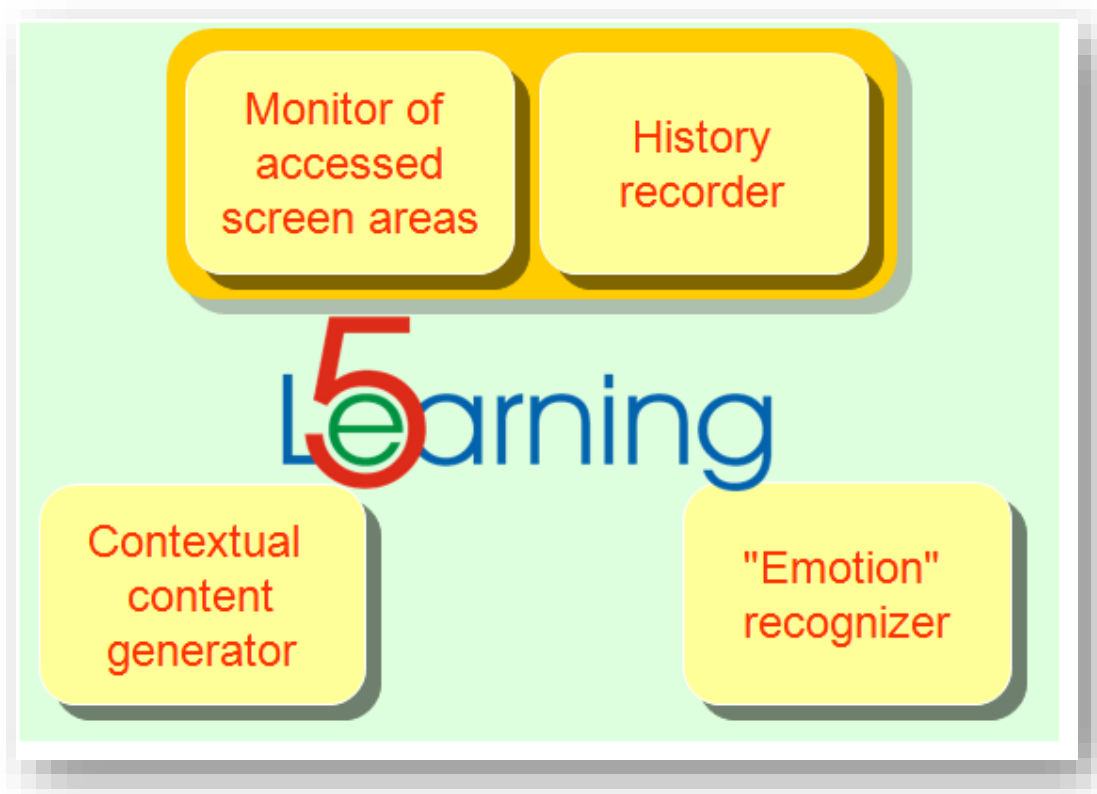 Monitor of
accessed
screen areas
History
recorder
L5earning
Contextual
content
generator
"Emotion"
recognizer